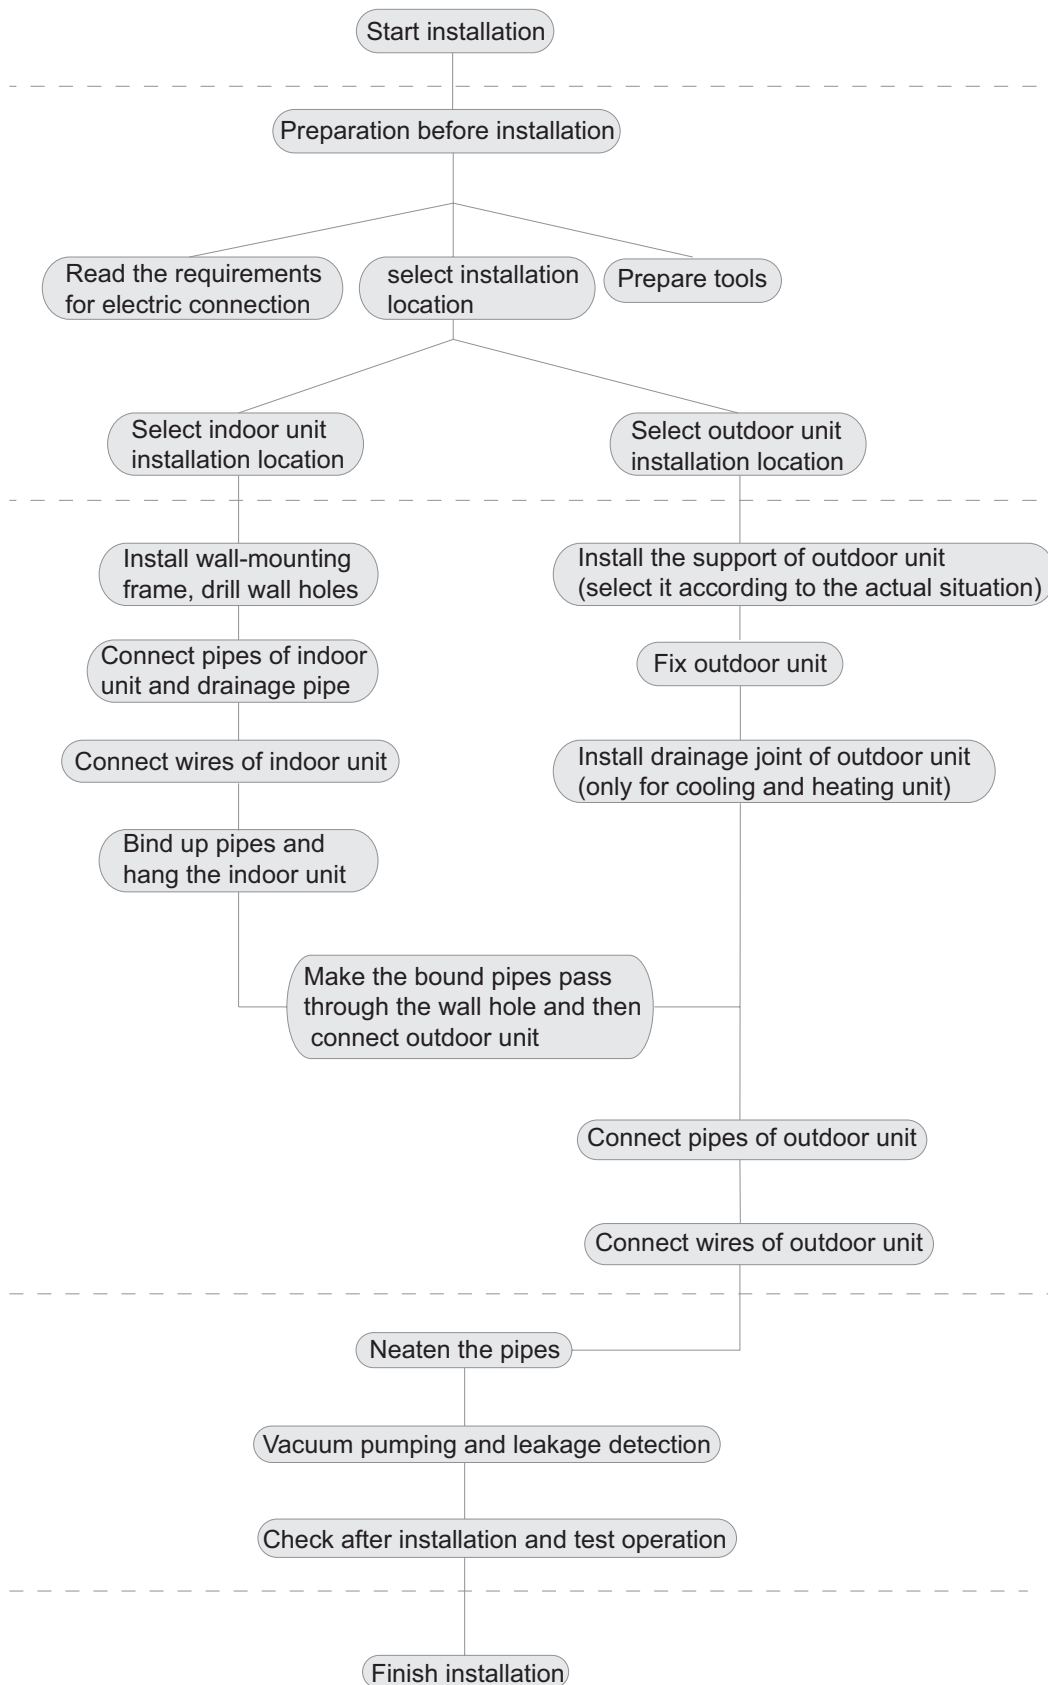 Start installation
Preparation before installation
Read the requirements
for electric connection
select installation
location
Prepare tools
Select indoor unit
installation location
Select outdoor unit
installation location
Install wall-mounting
frame, drill wall holes
Install the support of outdoor unit
(select it according to the actual situation)
Connect pipes of indoor
unit and drainage pipe
Fix outdoor unit
Connect wires of indoor unit
Install drainage joint of outdoor unit
(only for cooling and heating unit)
Bind up pipes and
hang the indoor unit
Make the bound pipes pass
through the wall hole and then
connect outdoor unit
Connect pipes of outdoor unit
Connect wires of outdoor unit
Neaten the pipes
Vacuum pumping and leakage detection
Check after installation and test operation
Finish installation